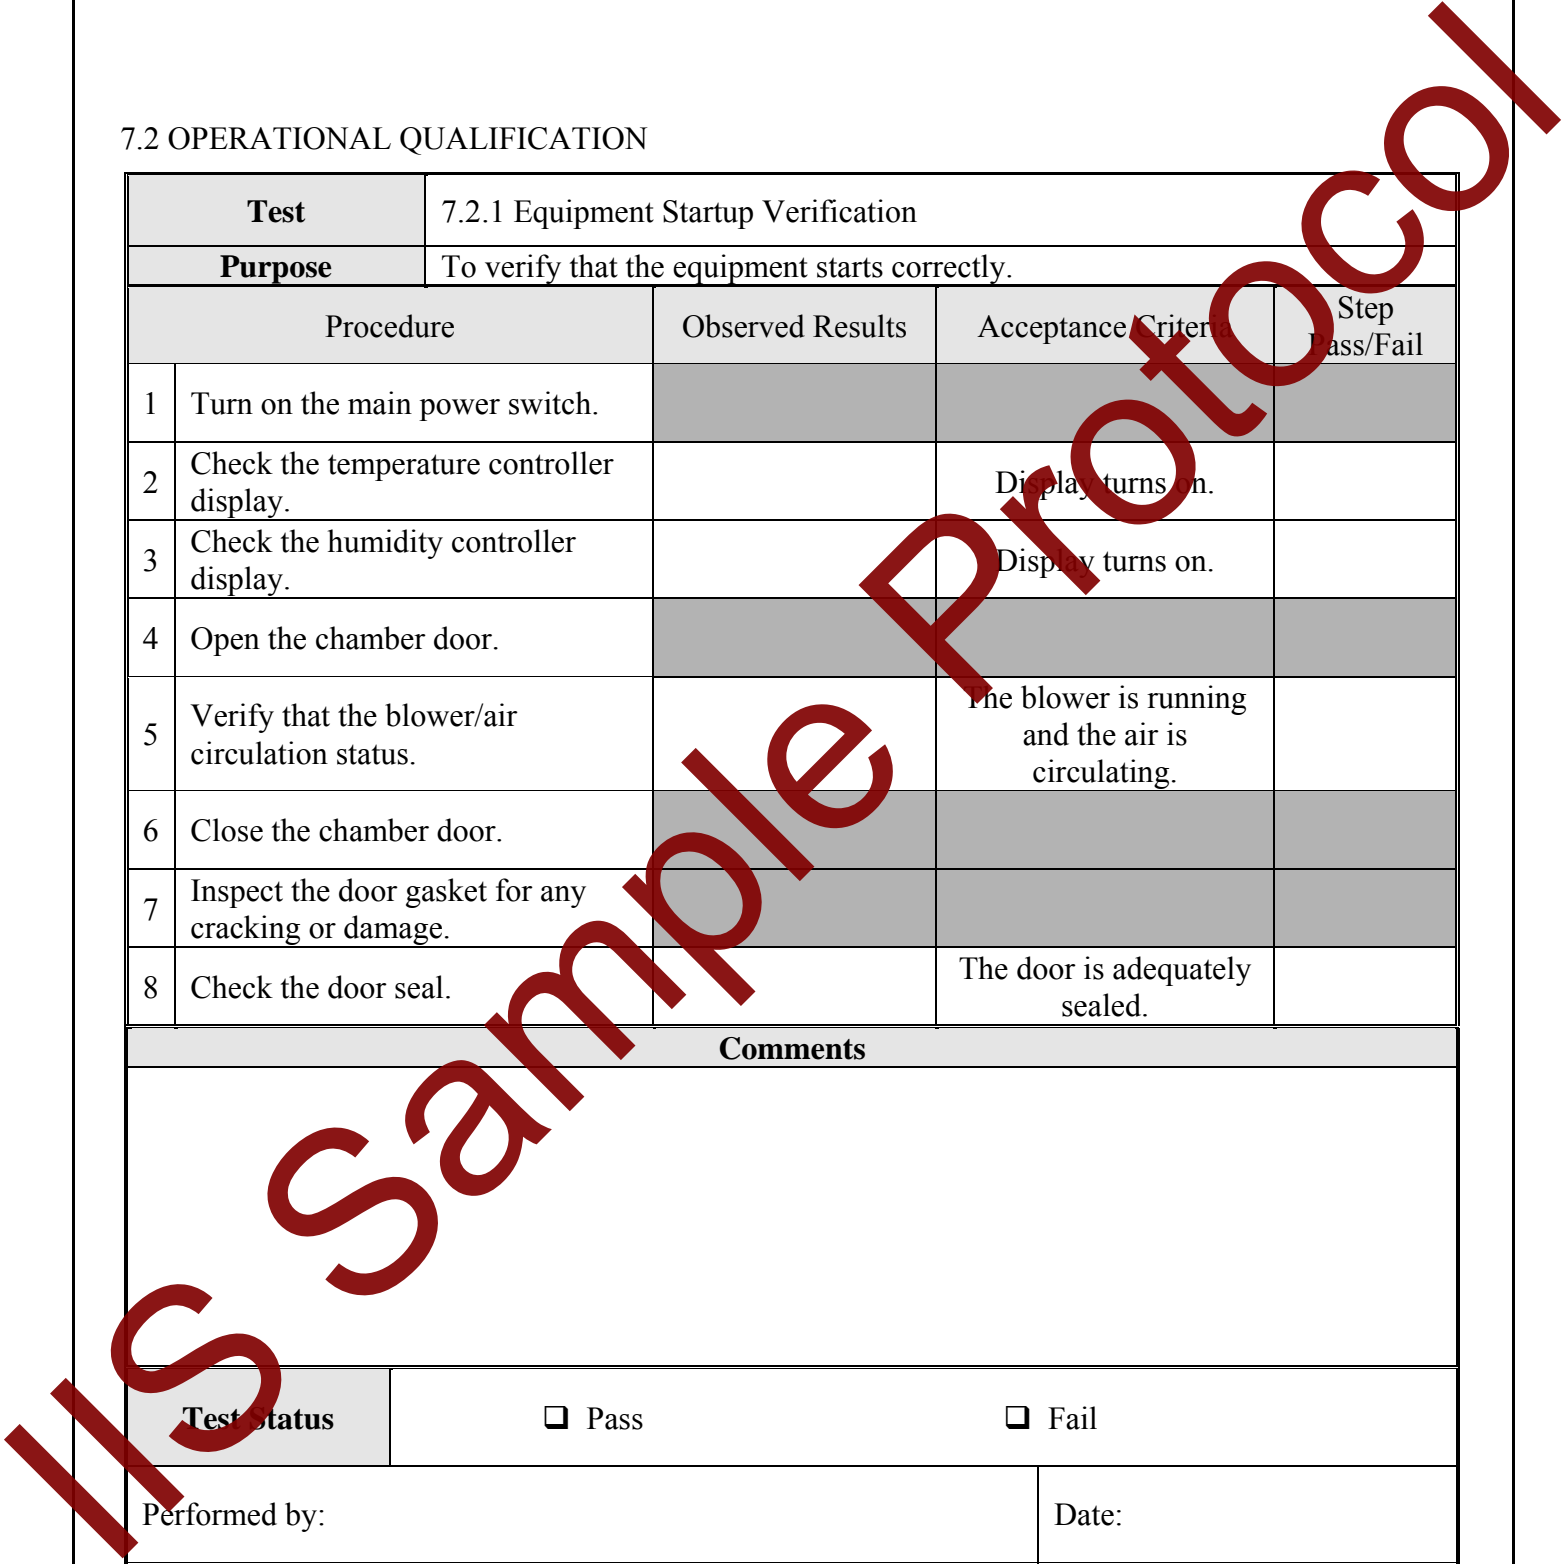 7.2 OPERATIONAL QUALIFICATION
Test
7.2.1 Equipment Startup Verification
Purpose
To verify that the equipment starts correctly.
Procedure
Observed Results
Acceptance Criteria
Step
Pass/Fail
1
Turn on the main power switch.
2
Check the temperature controller
display.
Display turns on.
3
Check the humidity controller
display.
Display turns on.
4
Open the chamber door.
5
Verify that the blower/air
circulation status.
The blower is running
and the air is
circulating.
6
Close the chamber door.
7
Inspect the door gasket for any
cracking or damage.
8
Check the door seal.
The door is adequately
sealed.
Comments
Test Status
❑ Pass
❑ Fail
Performed by:
Date:
IIS Sample Protocol